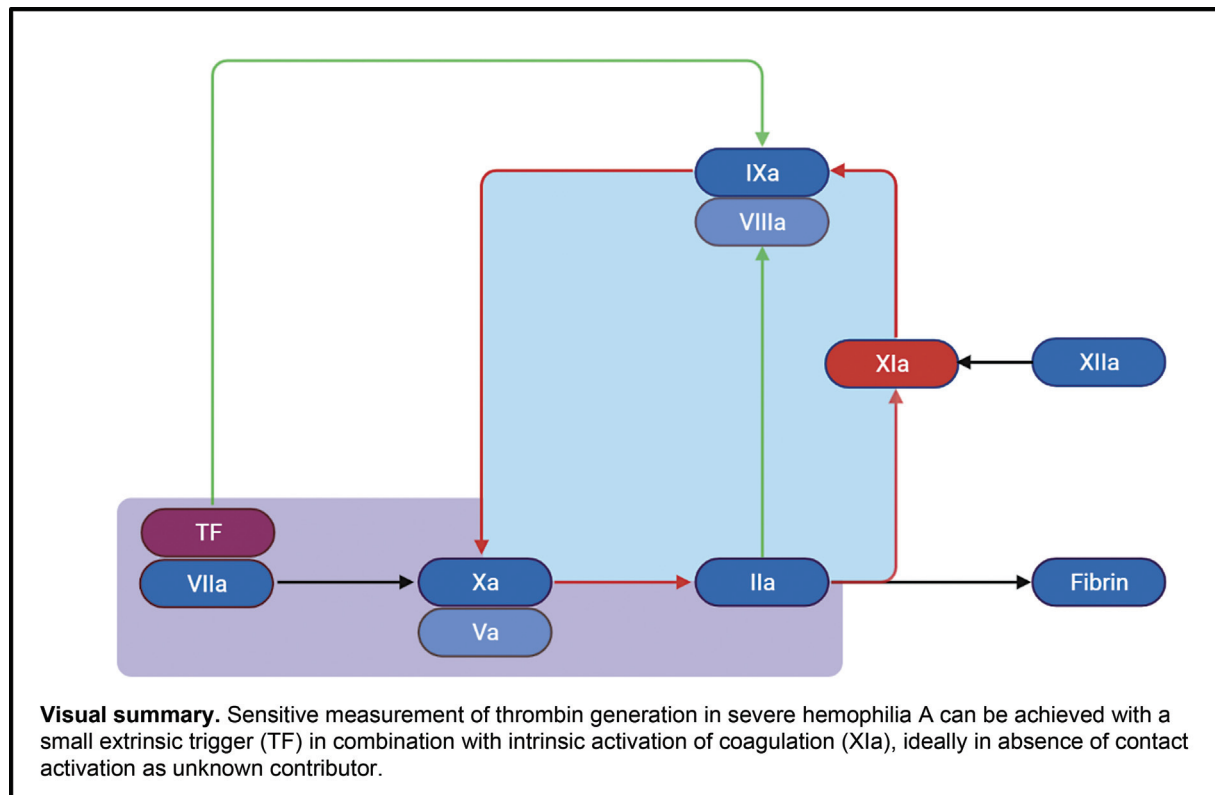 IXa
VIIIa
XIa
XIIa
TF
VIIa
Xa
Va
IIa
Fibrin
Visual summary. Sensitive measurement of thrombin generation in severe hemophilia A can be achieved with a
small extrinsic trigger (TF) in combination with intrinsic activation of coagulation (XIa), ideally in absence of contact
activation as unknown contributor.